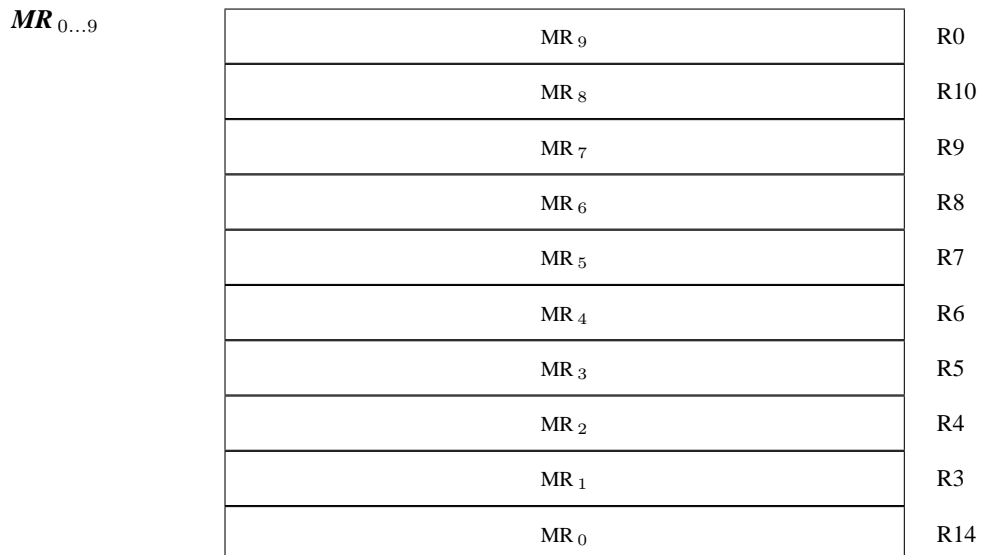 MR 0...9
MR 9 R0
MR 8 R10
MR 7 R9
MR 6 R8
MR 5 R7
MR 4 R6
MR 3 R5
MR 2 R4
MR 1 R3
MR 0 R14